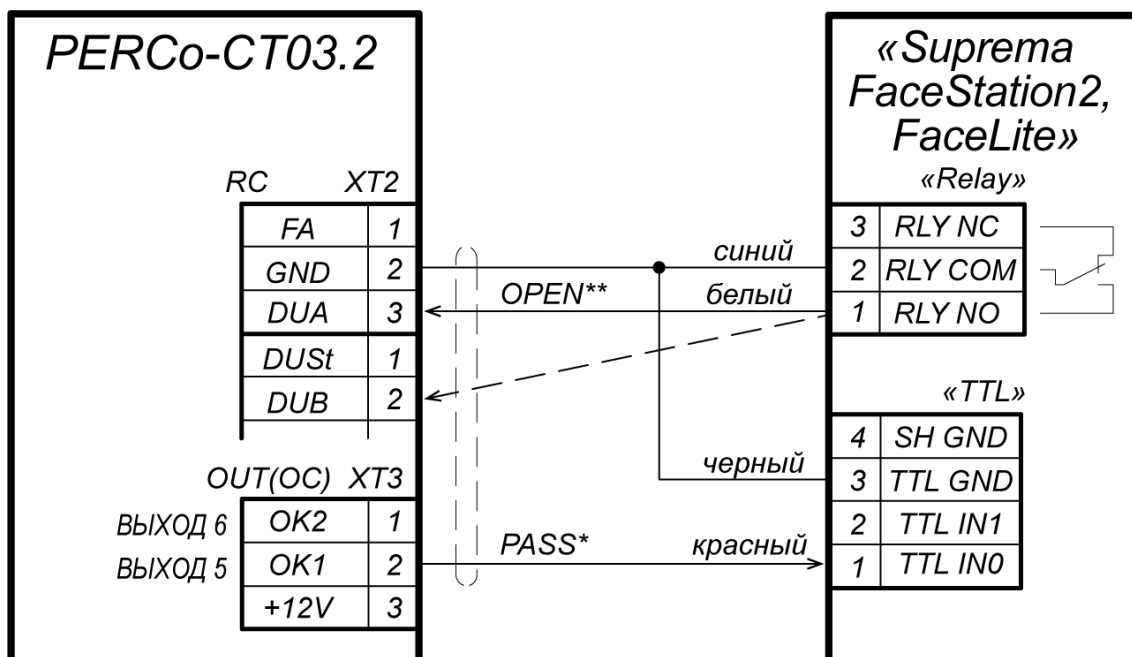 PERCo-CT03.2
«Suprema
FaceStation2,
FaceLite»
RC XT2
FA 1
GND 2
DUA 3
DUSt 1
DUB 2
OUT(OC) XT3
ВЫХОД 6 OK2 1
ВЫХОД 5 OK1 2
+12V 3
синий
OPEN** белый
черный
PASS* красный
«Relay»
3 RLY NC
2 RLY COM
1 RLY NO
«TTL»
4 SH GND
3 TTL GND
2 TTL IN1
1 TTL IN0